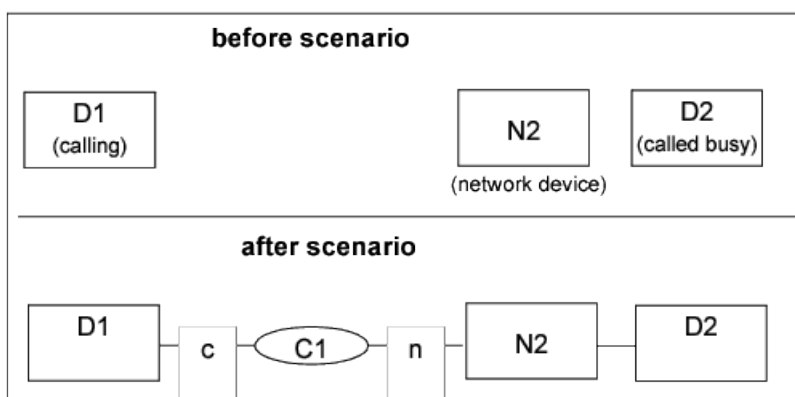 before scenario
D1
(calling)
N2
(network device)
D2
(called busy)
after scenario
D1
c
C1
n
N2
D2